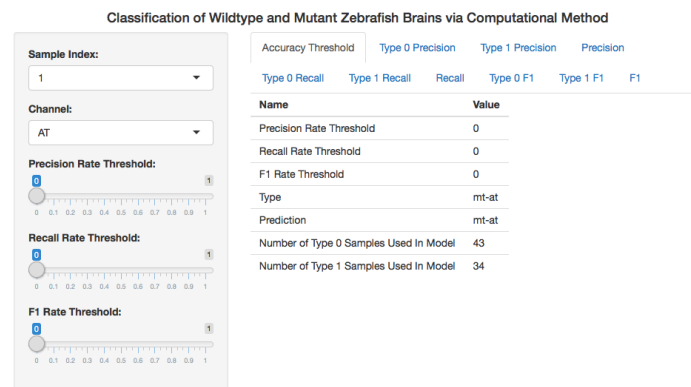 Classification of Wildtype and Mutant Zebrafish Brains via Computational Method
Sample Index:
1
Channel:
AT
Precision Rate Threshold:
0 1
0 0.1 0.2 0.3 0.4 0.5 0.6 0.7 0.8 0.9 1
Recall Rate Threshold:
0 1
0 0.1 0.2 0.3 0.4 0.5 0.6 0.7 0.8 0.9 1
F1 Rate Threshold:
0 1
0 0.1 0.2 0.3 0.4 0.5 0.6 0.7 0.8 0.9 1
Accuracy Threshold Type 0 Precision Type 1 Precision Precision
Type 0 Recall Type 1 Recall Recall Type 0 F1 Type 1 F1 F1
Name Value
Precision Rate Threshold 0
Recall Rate Threshold 0
F1 Rate Threshold 0
Type mt-at
Prediction mt-at
Number of Type 0 Samples Used In Model 43
Number of Type 1 Samples Used In Model 34